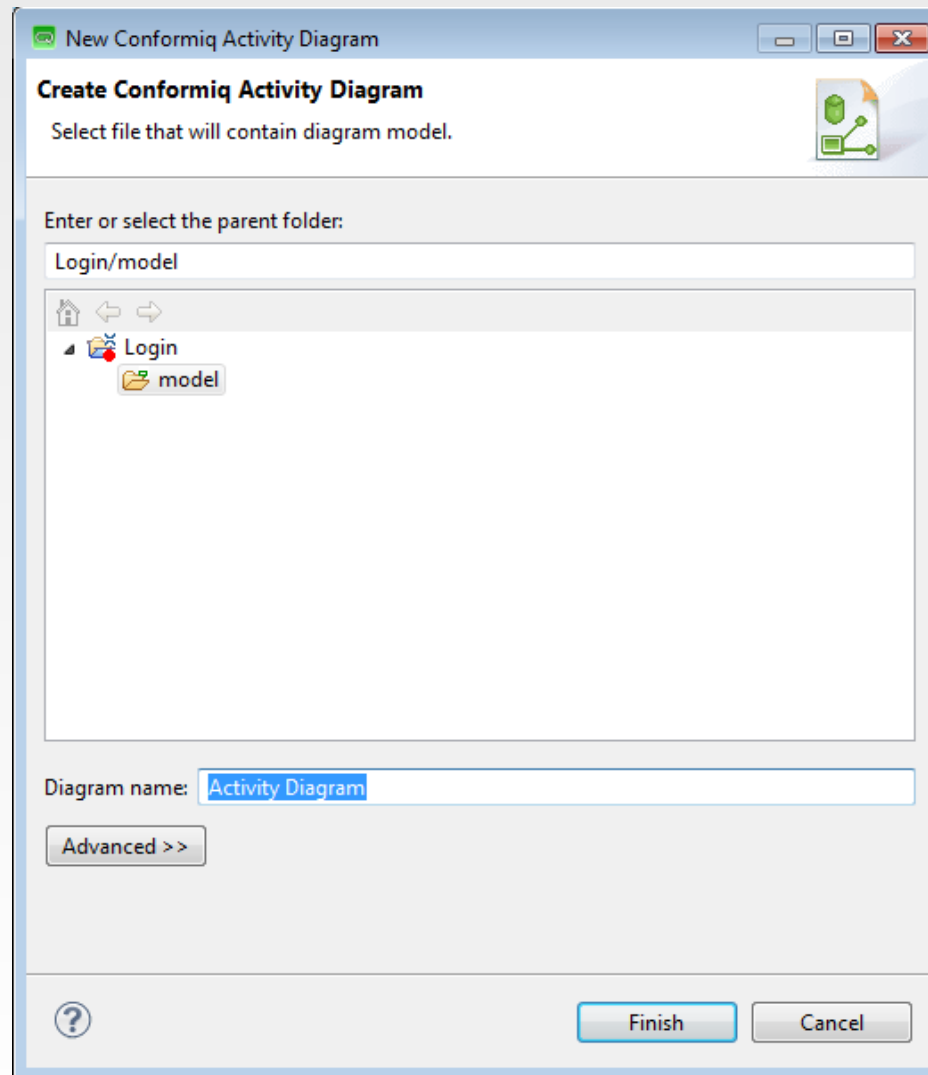 New Conformiq Activity Diagram
Create Conformiq Activity Diagram
Select file that will contain diagram model.
Enter or select the parent folder:
Login/model
Login
model
Diagram name: Activity Diagram
Advanced >>
Finish Cancel